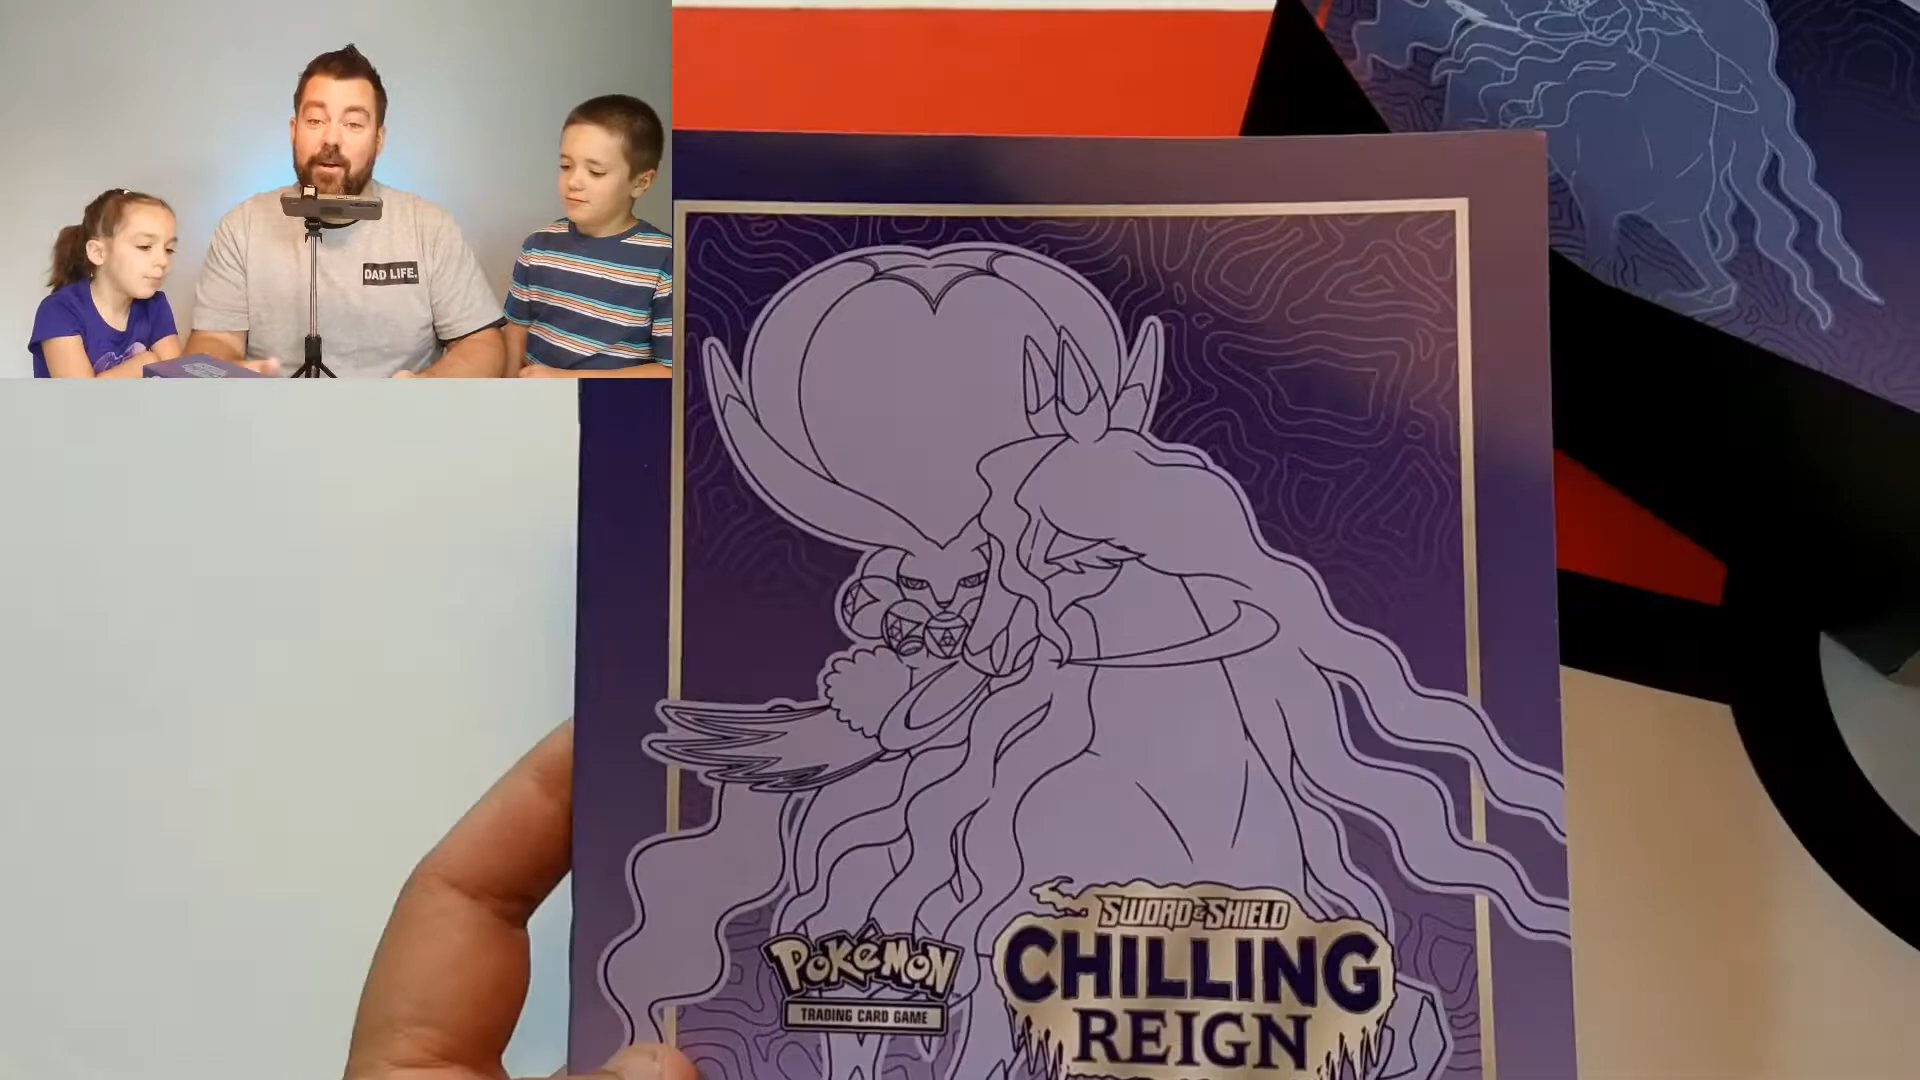 DAD LIFE.
SWORD & SHIELD
CHILLING
REIGN
POKéMON
TRADING CARD GAME